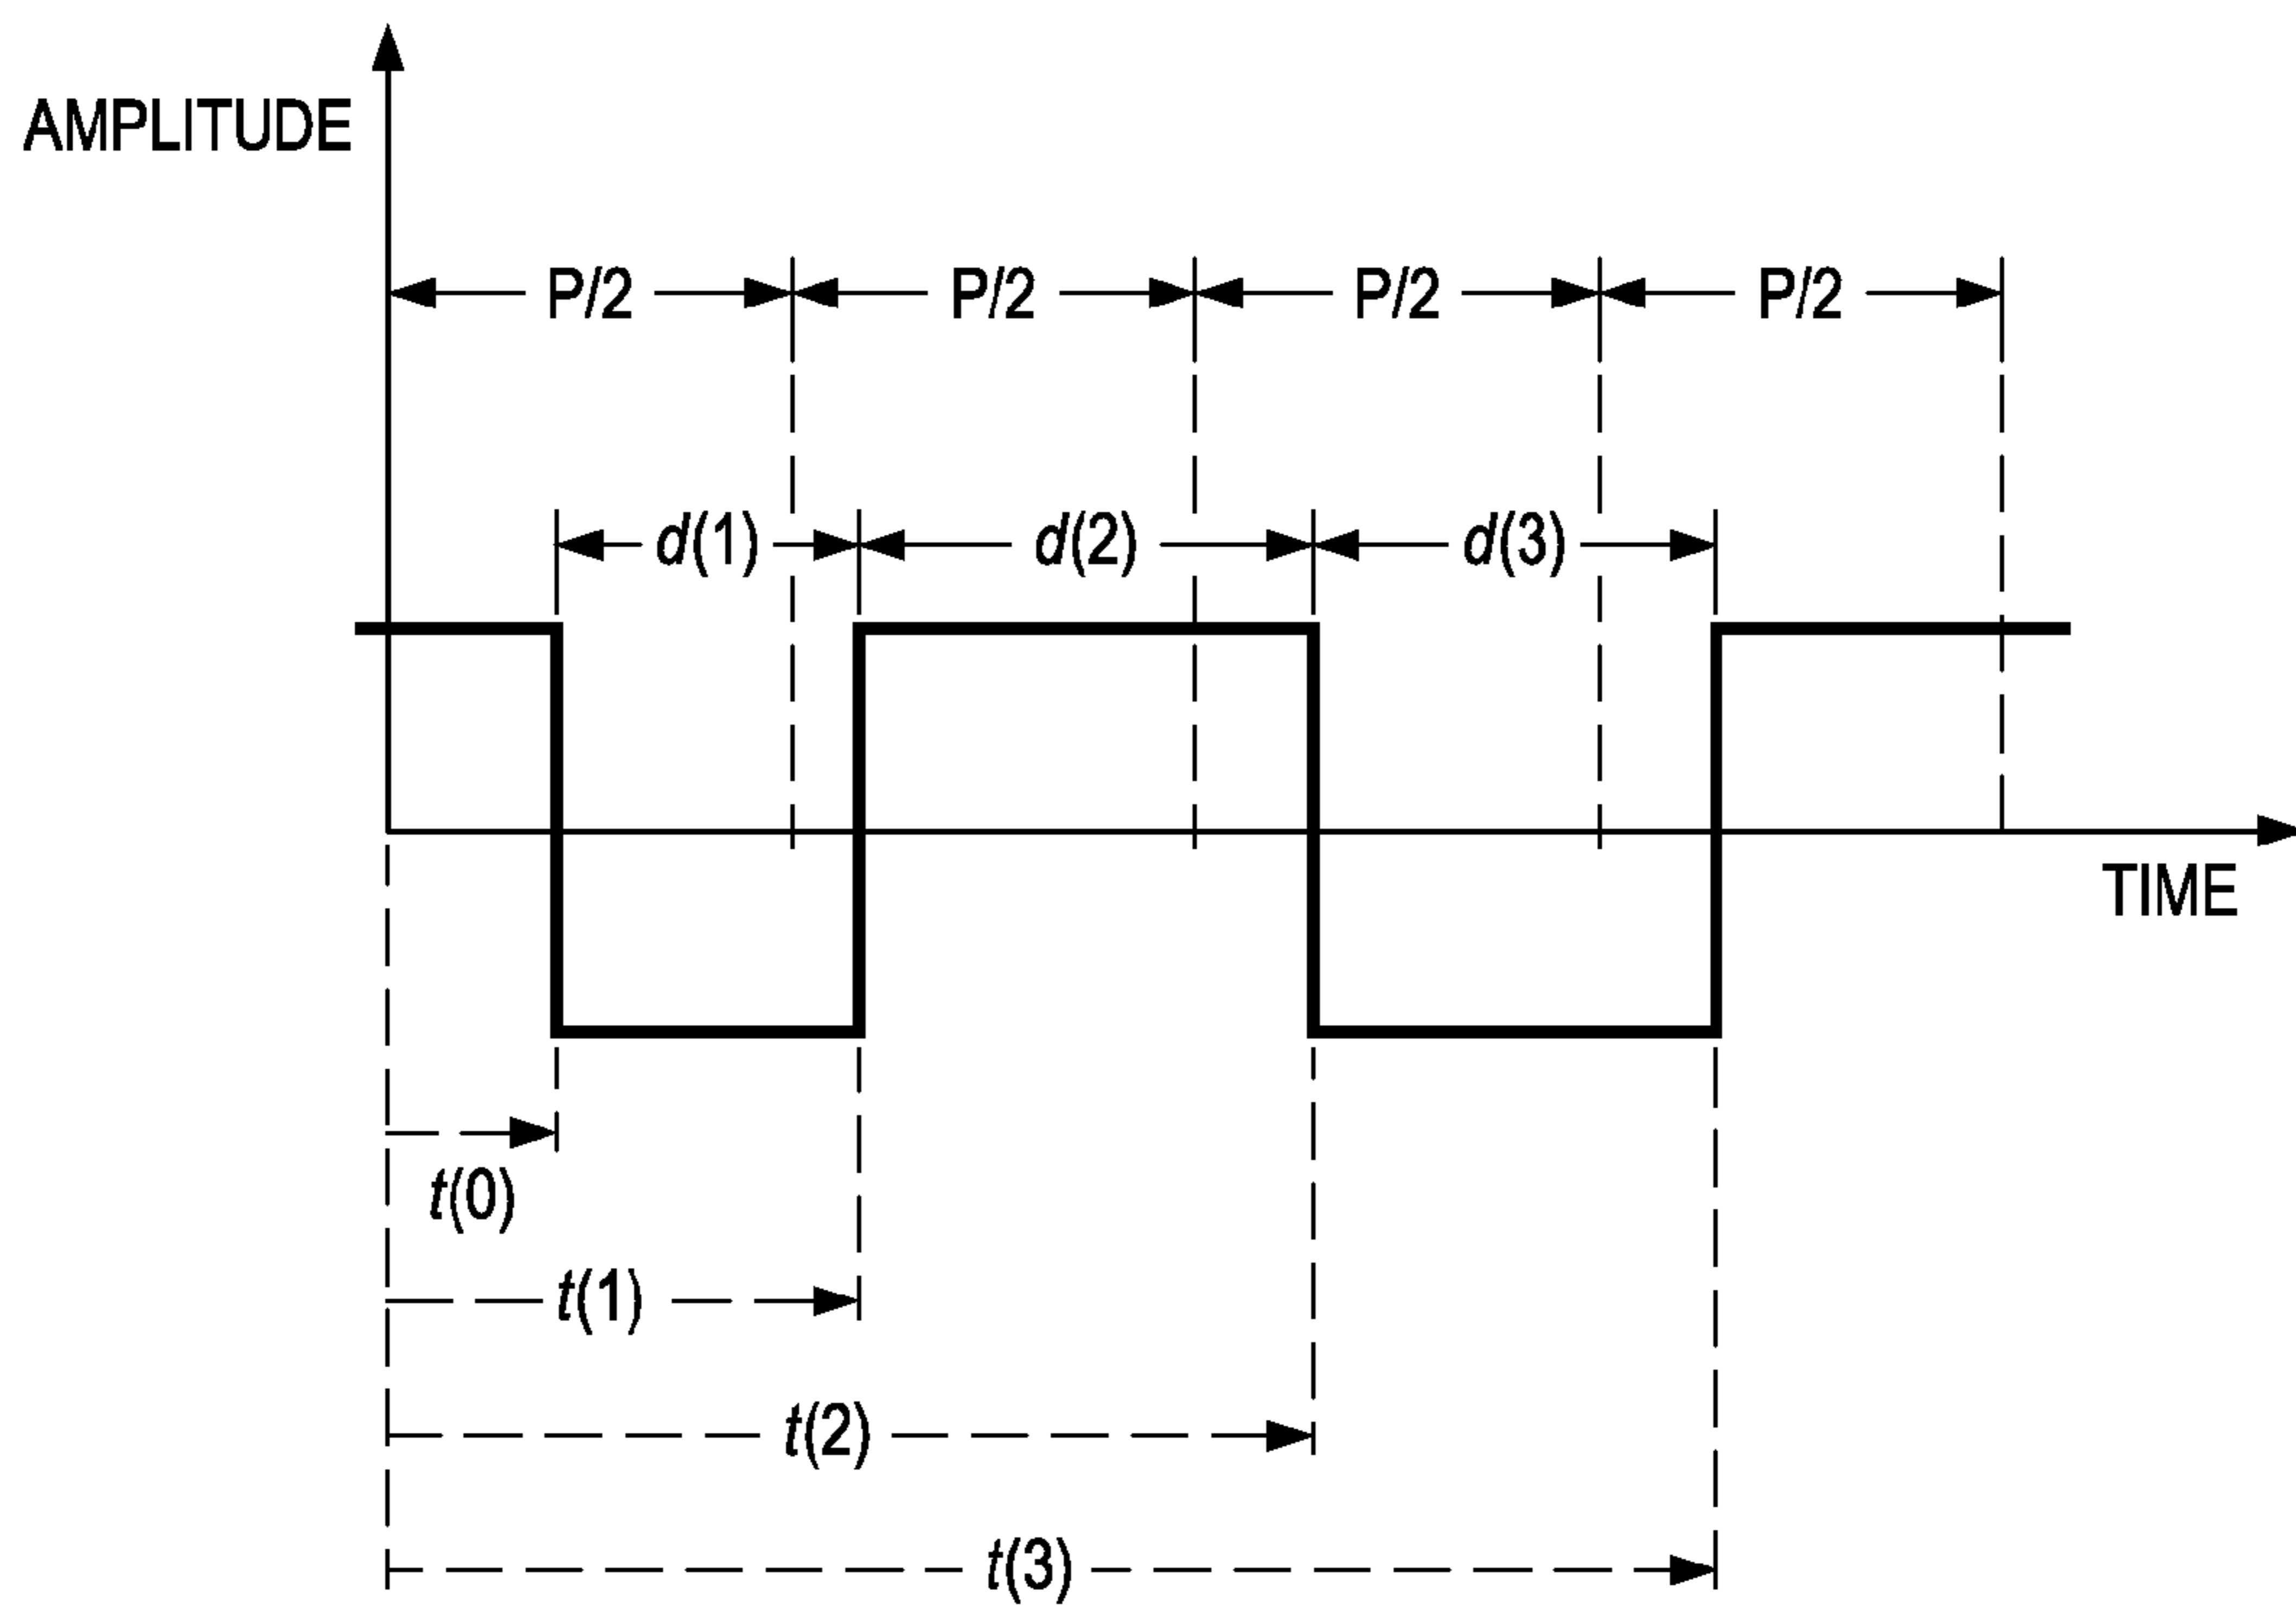 AMPLITUDE
P/2 P/2 P/2 P/2
d(1) d(2) d(3)
TIME
t(0)
t(1)
t(2)
t(3)